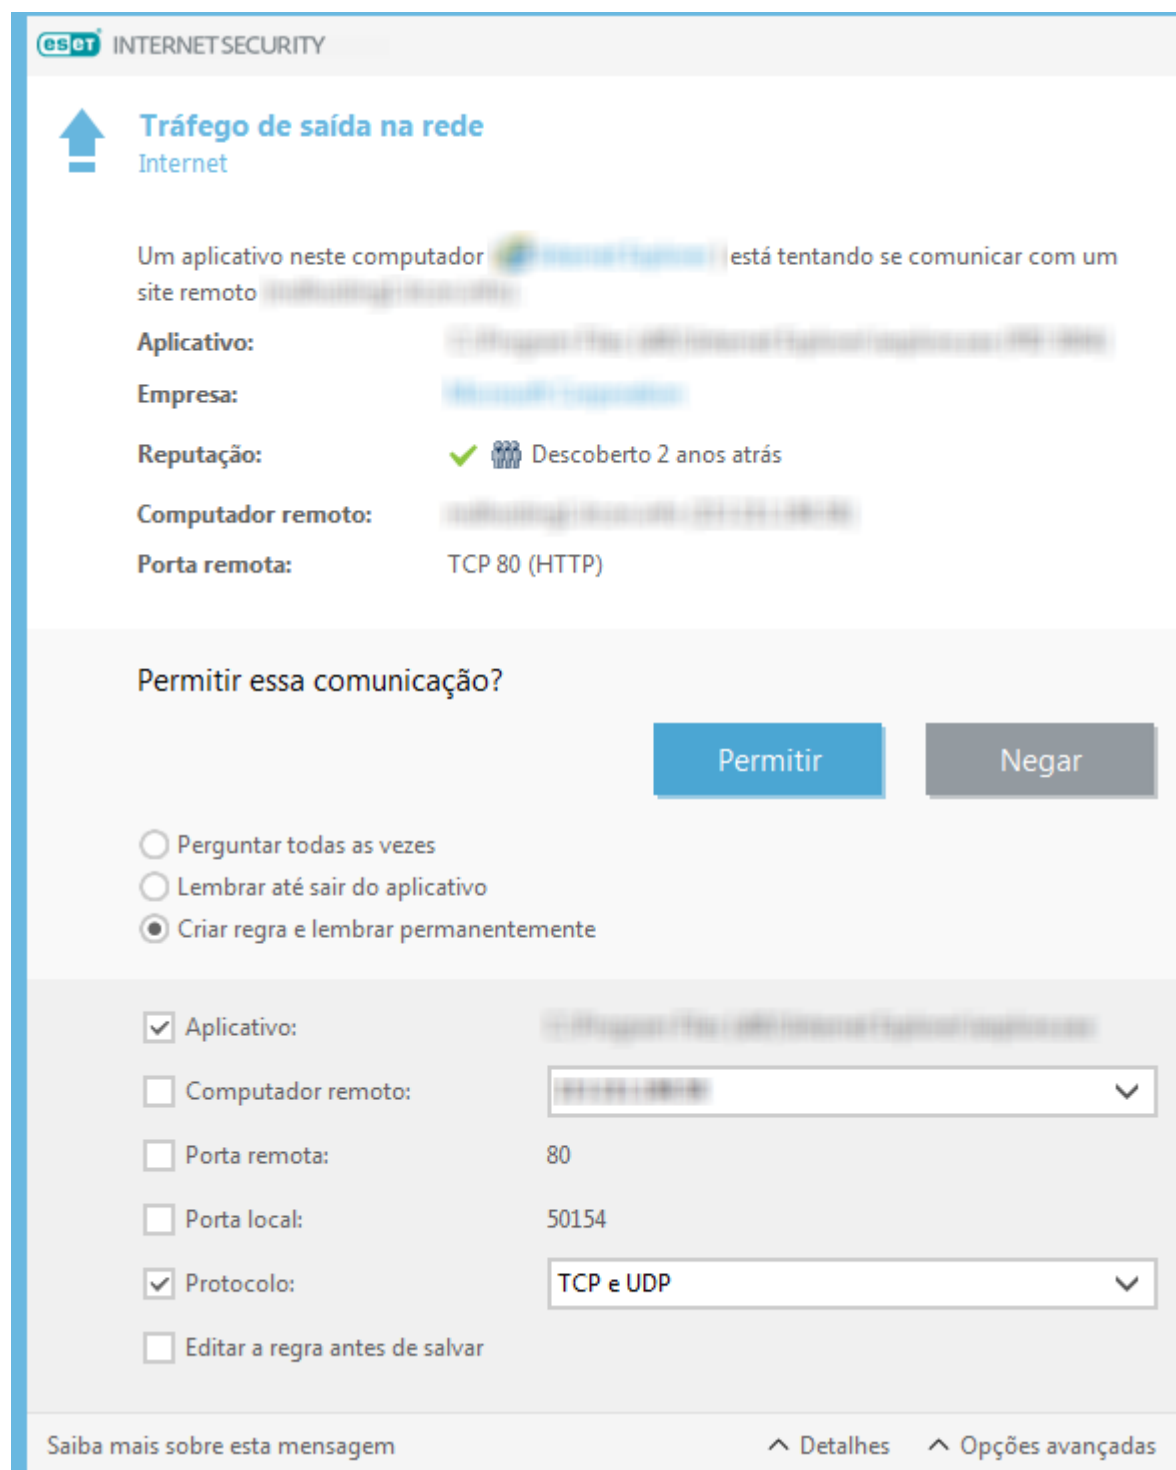 eset INTERNET SECURITY
Tráfego de saída na rede
Internet
Um aplicativo neste computador está tentando se comunicar com um
site remoto
Aplicativo:
Empresa:
Reputação: Descoberto 2 anos atrás
Computador remoto:
Porta remota: TCP 80 (HTTP)
Permitir essa comunicação?
Permitir Negar
Perguntar todas as vezes
Lembrar até sair do aplicativo
Criar regra e lembrar permanentemente
Aplicativo:
Computador remoto:
Porta remota: 80
Porta local: 50154
Protocolo: TCP e UDP
Editar a regra antes de salvar
Saiba mais sobre esta mensagem Detalhes Opções avançadas